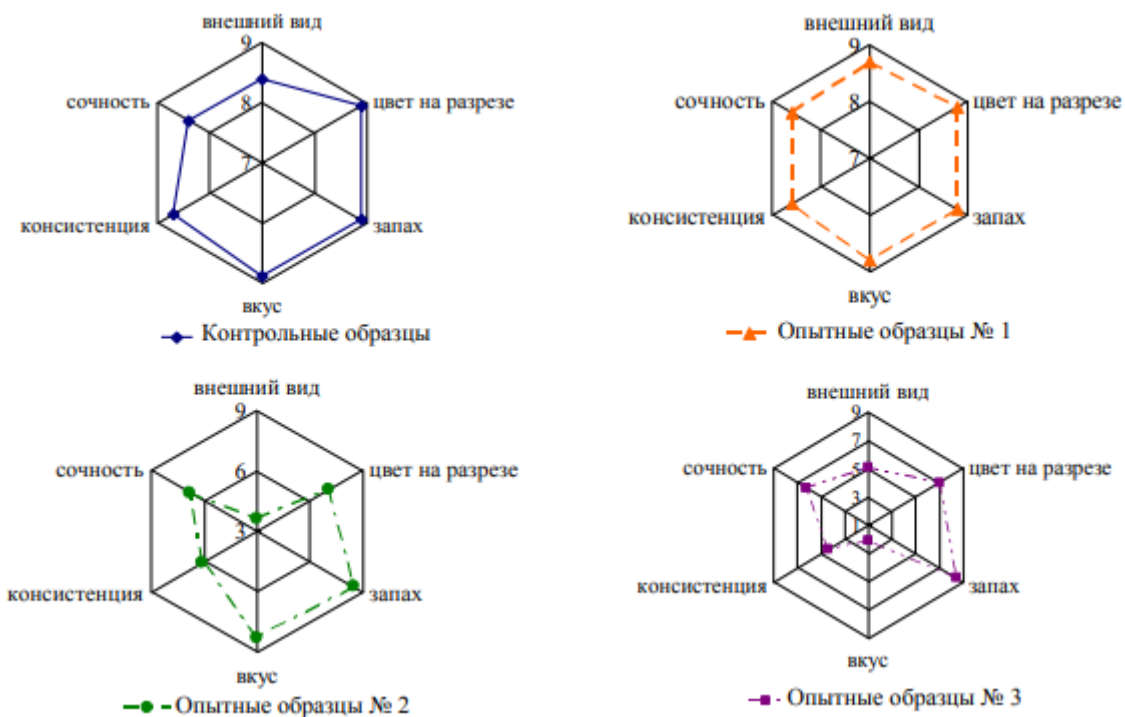 внешний вид
9
сочность
8
цвет на разрезе
7
консистенция
запах
вкус
Контрольные образцы
внешний вид
9
сочность
8
цвет на разрезе
7
консистенция
запах
вкус
Опытные образцы № 1
внешний вид
9
сочность
6
цвет на разрезе
3
консистенция
запах
вкус
Опытные образцы № 2
внешний вид
9
7
сочность
5
цвет на разрезе
3
1
консистенция
запах
вкус
Опытные образцы № 3